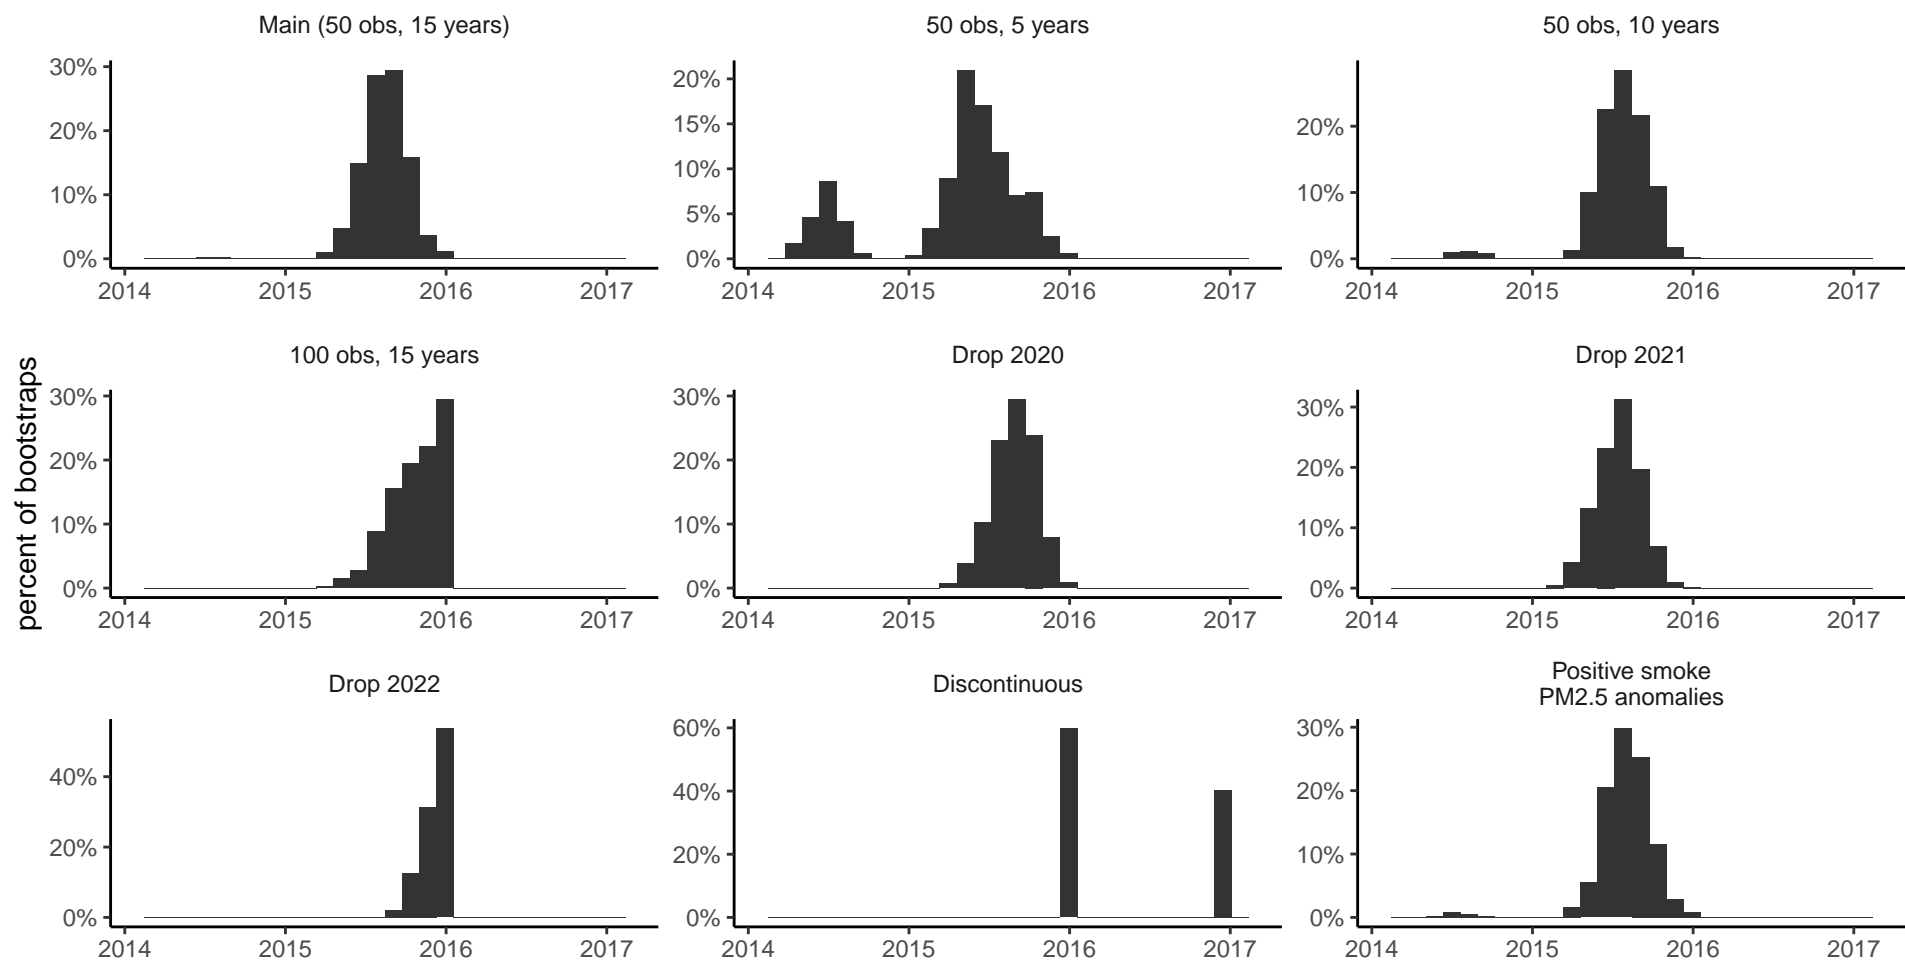 Main (50 obs, 15 years)
50 obs, 5 years
50 obs, 10 years
30%
20%
10%
0%
2014 2015 2016 2017
20%
15%
10%
5%
0%
2014 2015 2016 2017
20%
10%
0%
2014 2015 2016 2017
percent of bootstraps
100 obs, 15 years
Drop 2020
Drop 2021
30%
20%
10%
0%
2014 2015 2016 2017
30%
20%
10%
0%
2014 2015 2016 2017
30%
20%
10%
0%
2014 2015 2016 2017
Drop 2022
Discontinuous
Positive smoke
PM2.5 anomalies
40%
20%
0%
2014 2015 2016 2017
60%
40%
20%
0%
2014 2015 2016 2017
30%
20%
10%
0%
2014 2015 2016 2017